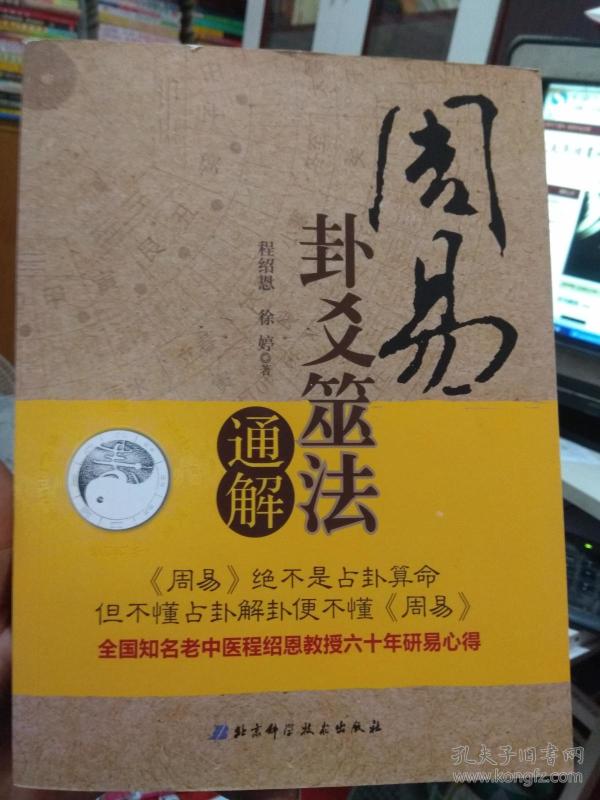 周易
卦爻筮法
通解
程绍恩 徐婷◎著
《周易》绝不是占卦算命
但不懂占卦解卦便不懂《周易》
全国知名老中医程绍恩教授六十年研易心得
北京科学技术出版社
孔夫子旧书网
www.kongfz.com